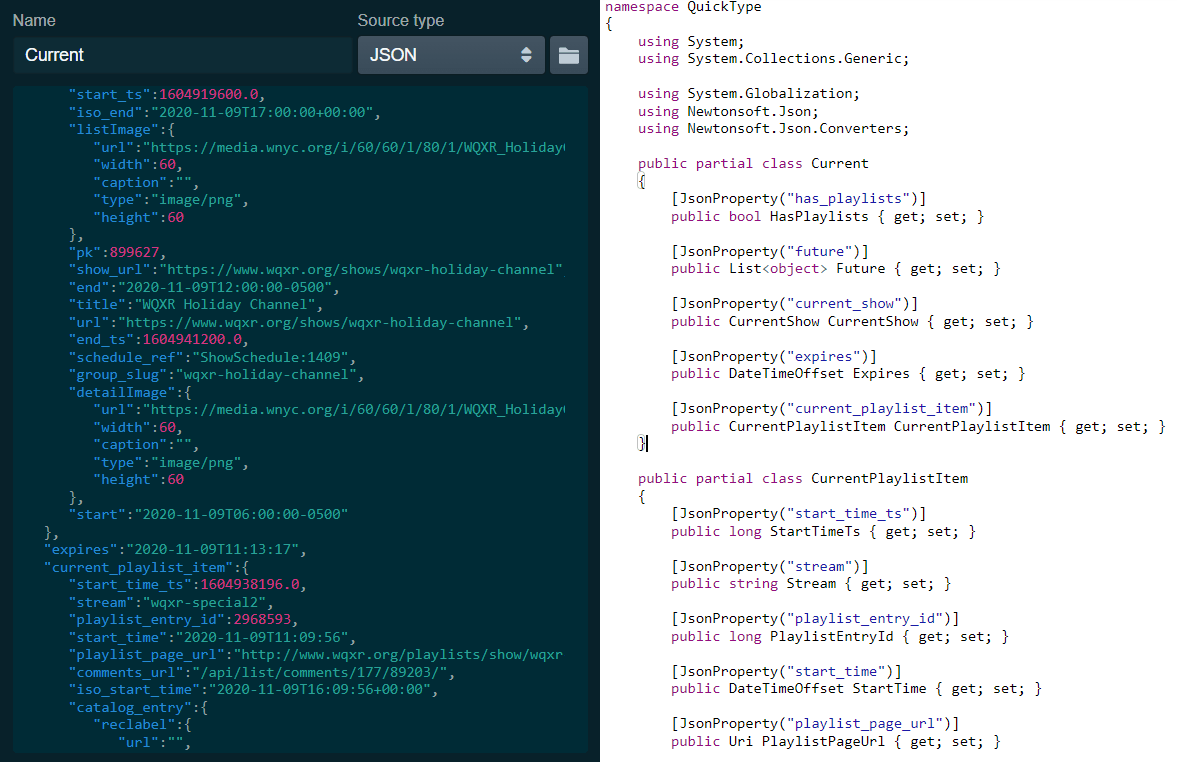 Name
Source type
Current
JSON
"start_ts":1604919600.0,
"iso_end":"2020-11-09T17:00:00+00:00",
"listImage":{
"url":"https://media.wnyc.org/i/60/60/l/80/1/WQXR_Holiday
"width":60,
"caption":"",
"type":"image/png",
"height":60
},
"pk":899627,
"show_url":"https://www.wqxr.org/shows/wqxr-holiday-channel"
"end":"2020-11-09T12:00:00-0500",
"title":"WQXR Holiday Channel",
"url":"https://www.wqxr.org/shows/wqxr-holiday-channel",
"end_ts":1604941200.0,
"schedule_ref":"ShowSchedule:1409",
"group_slug":"wqxr-holiday-channel",
"detailImage":{
"url":"https://media.wnyc.org/i/60/60/l/80/1/WQXR_Holiday
"width":60,
"caption":"",
"type":"image/png",
"height":60
},
"start":"2020-11-09T06:00:00-0500"
},
"expires":"2020-11-09T11:13:17",
"current_playlist_item":{
"start_time_ts":1604938196.0,
"stream":"wqxr-special2",
"playlist_entry_id":2968593,
"start_time":"2020-11-09T11:09:56",
"playlist_page_url":"http://www.wqxr.org/playlists/show/wqxr-
"comments_url":"/api/list/comments/177/89203/",
"iso_start_time":"2020-11-09T16:09:56+00:00",
"catalog_entry":{
"reclabel":{
"url":"",
namespace QuickType
{
using System;
using System.Collections.Generic;
using System.Globalization;
using Newtonsoft.Json;
using Newtonsoft.Json.Converters;
public partial class Current
{
[JsonProperty("has_playlists")]
public bool HasPlaylists { get; set; }
[JsonProperty("future")]
public List<object> Future { get; set; }
[JsonProperty("current_show")]
public CurrentShow CurrentShow { get; set; }
[JsonProperty("expires")]
public DateTimeOffset Expires { get; set; }
[JsonProperty("current_playlist_item")]
public CurrentPlaylistItem CurrentPlaylistItem { get; set; }
}
public partial class CurrentPlaylistItem
{
[JsonProperty("start_time_ts")]
public long StartTimeTs { get; set; }
[JsonProperty("stream")]
public string Stream { get; set; }
[JsonProperty("playlist_entry_id")]
public long PlaylistEntryId { get; set; }
[JsonProperty("start_time")]
public DateTimeOffset StartTime { get; set; }
[JsonProperty("playlist_page_url")]
public Uri PlaylistPageUrl { get; set; }